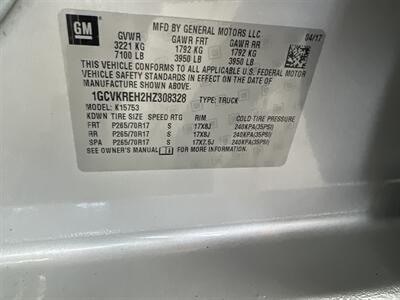 GM
MFD BY GENERAL MOTORS LLC 04/17
GVWR GAWR FRT GAWR RR
3221 KG 1792 KG 1792 KG
7100 LB 3950 LB 3950 LB
THIS VEHICLE CONFORMS TO ALL APPLICABLE U.S. FEDERAL
MOTOR VEHICLE SAFETY STANDARDS IN EFFECT ON THE DATE OF
MANUFACTURE SHOWN ABOVE.
1GCVKREH2HZ308328 TYPE: TRUCK
MODEL: K15753
KDWN TIRE SIZE SPEED RTG RIM COLD TIRE PRESSURE
FRT P265/70R17 S 17X8J 240KPA(35PSI)
RR P265/70R17 S 17X8J 240KPA(35PSI)
SPA P265/70R17 S 17X7.5J 240KPA(35PSI)
SEE OWNER'S MANUAL